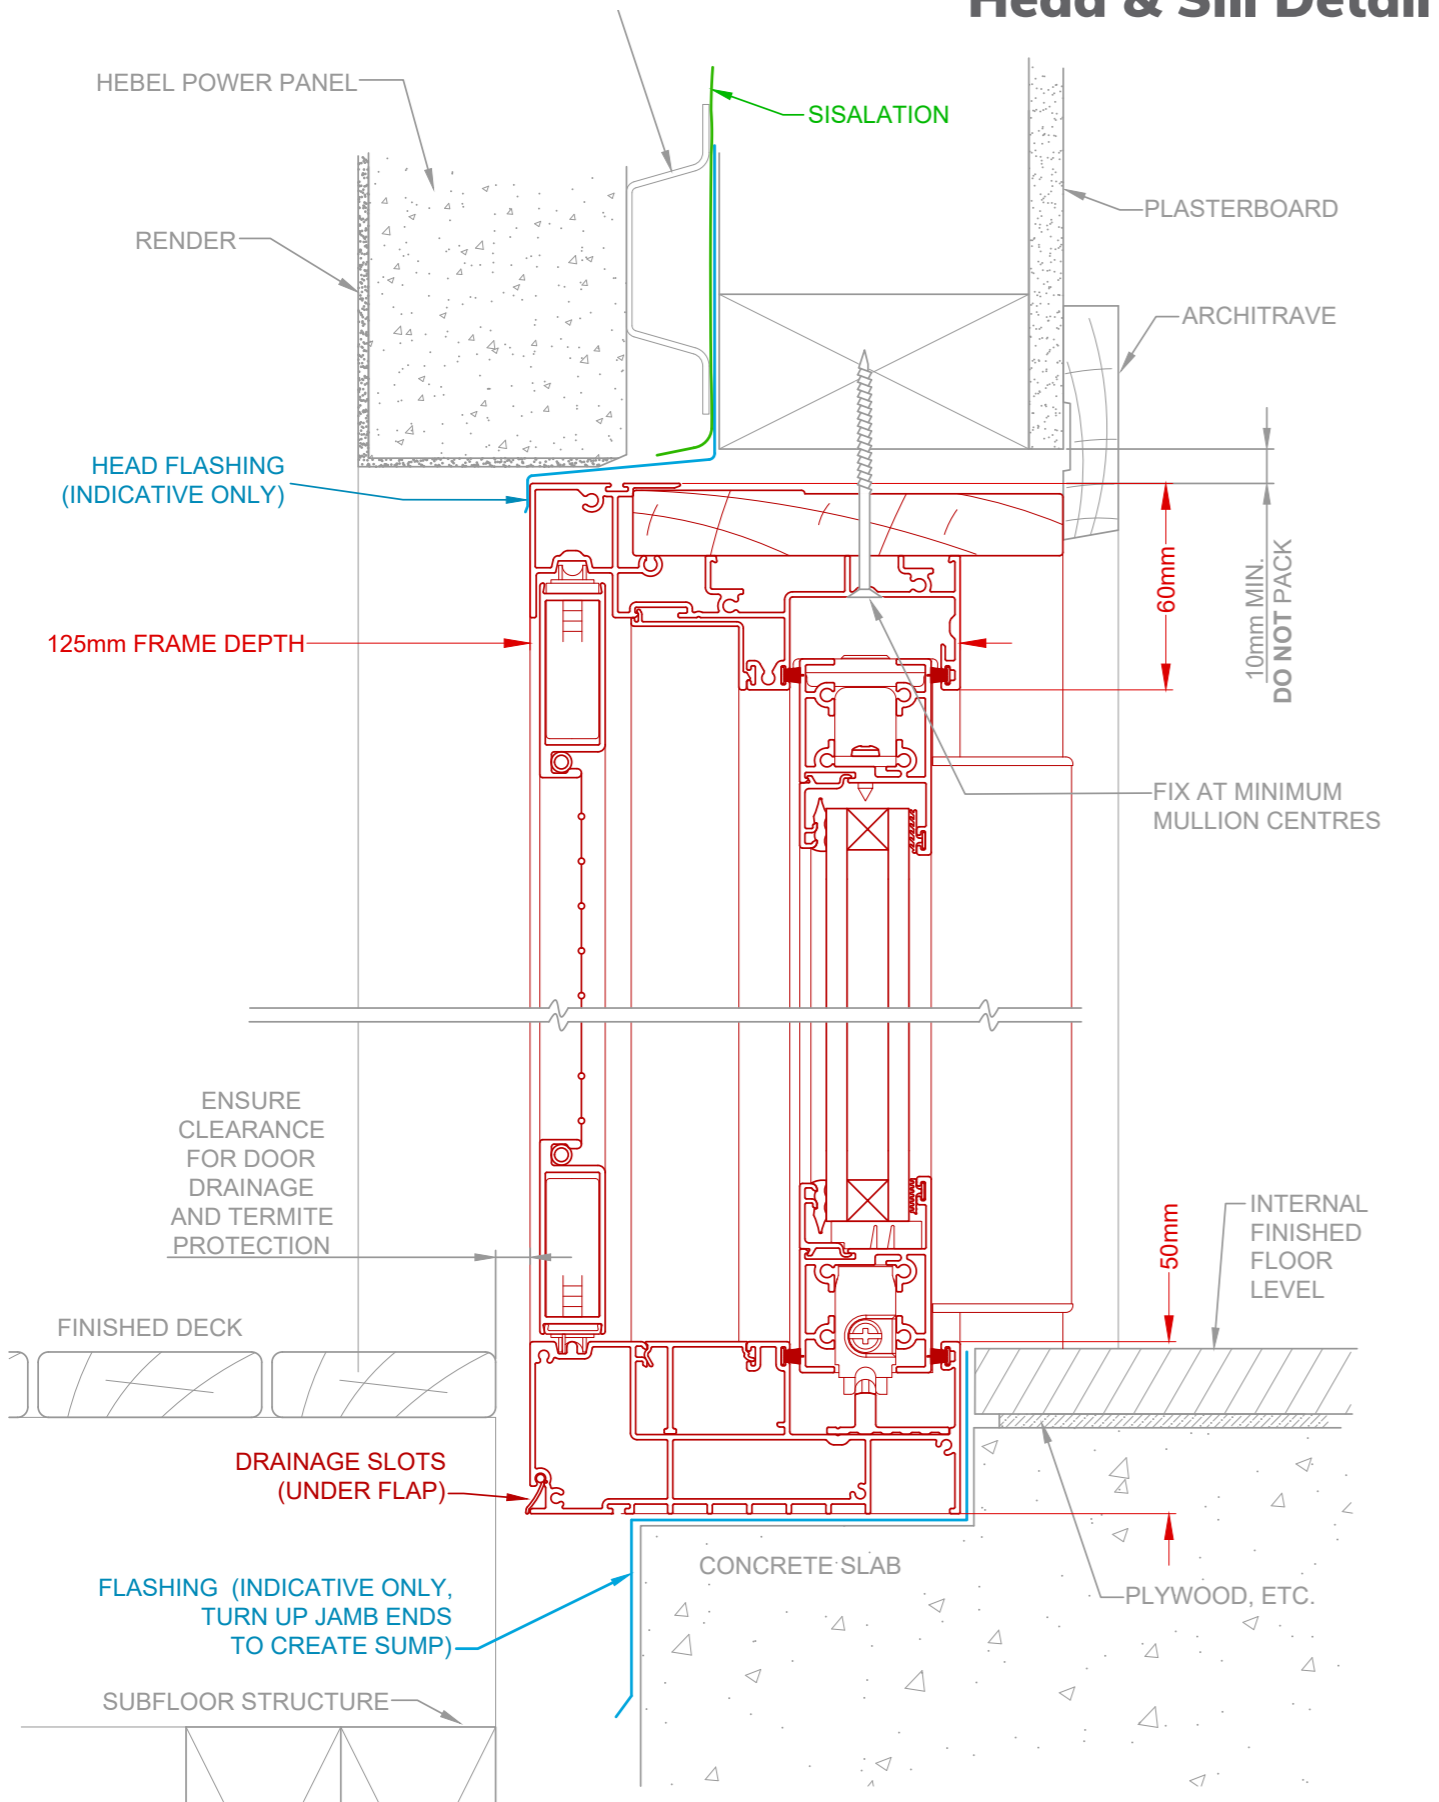 Head & Sill Detail
HEBEL POWER PANEL
SISALATION
PLASTERBOARD
RENDER
ARCHITRAVE
HEAD FLASHING
(INDICATIVE ONLY)
60mm
10mm MIN.
DO NOT PACK
125mm FRAME DEPTH
FIX AT MINIMUM
MULLION CENTRES
ENSURE
CLEARANCE
FOR DOOR
DRAINAGE
AND TERMITE
PROTECTION
50mm
INTERNAL
FINISHED
FLOOR
LEVEL
FINISHED DECK
DRAINAGE SLOTS
(UNDER FLAP)
CONCRETE SLAB
FLASHING (INDICATIVE ONLY,
TURN UP JAMB ENDS
TO CREATE SUMP)
PLYWOOD, ETC.
SUBFLOOR STRUCTURE